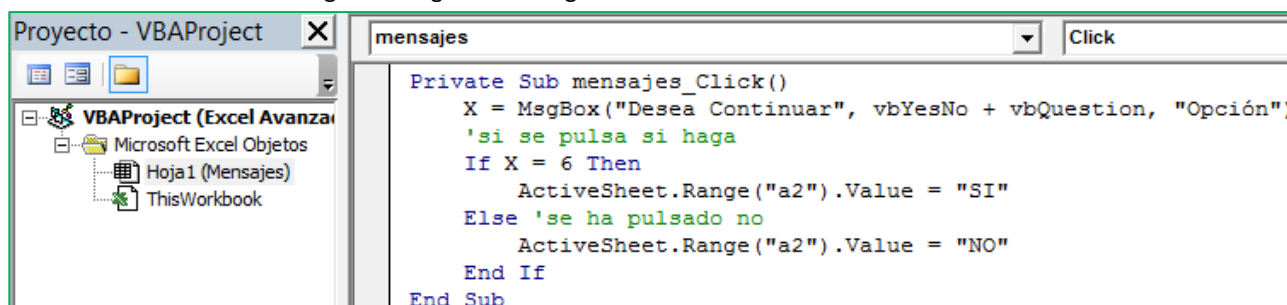 Proyecto - VBAProject
VBAProject (Excel Avanza
Microsoft Excel Objetos
Hoja1 (Mensajes)
ThisWorkbook
mensajes
Click
Private Sub mensajes_Click()
X = MsgBox("Desea Continuar", vbYesNo + vbQuestion, "Opción")
'si se pulsa si haga
If X = 6 Then
ActiveSheet.Range("a2").Value = "SI"
Else 'se ha pulsado no
ActiveSheet.Range("a2").Value = "NO"
End If
End Sub